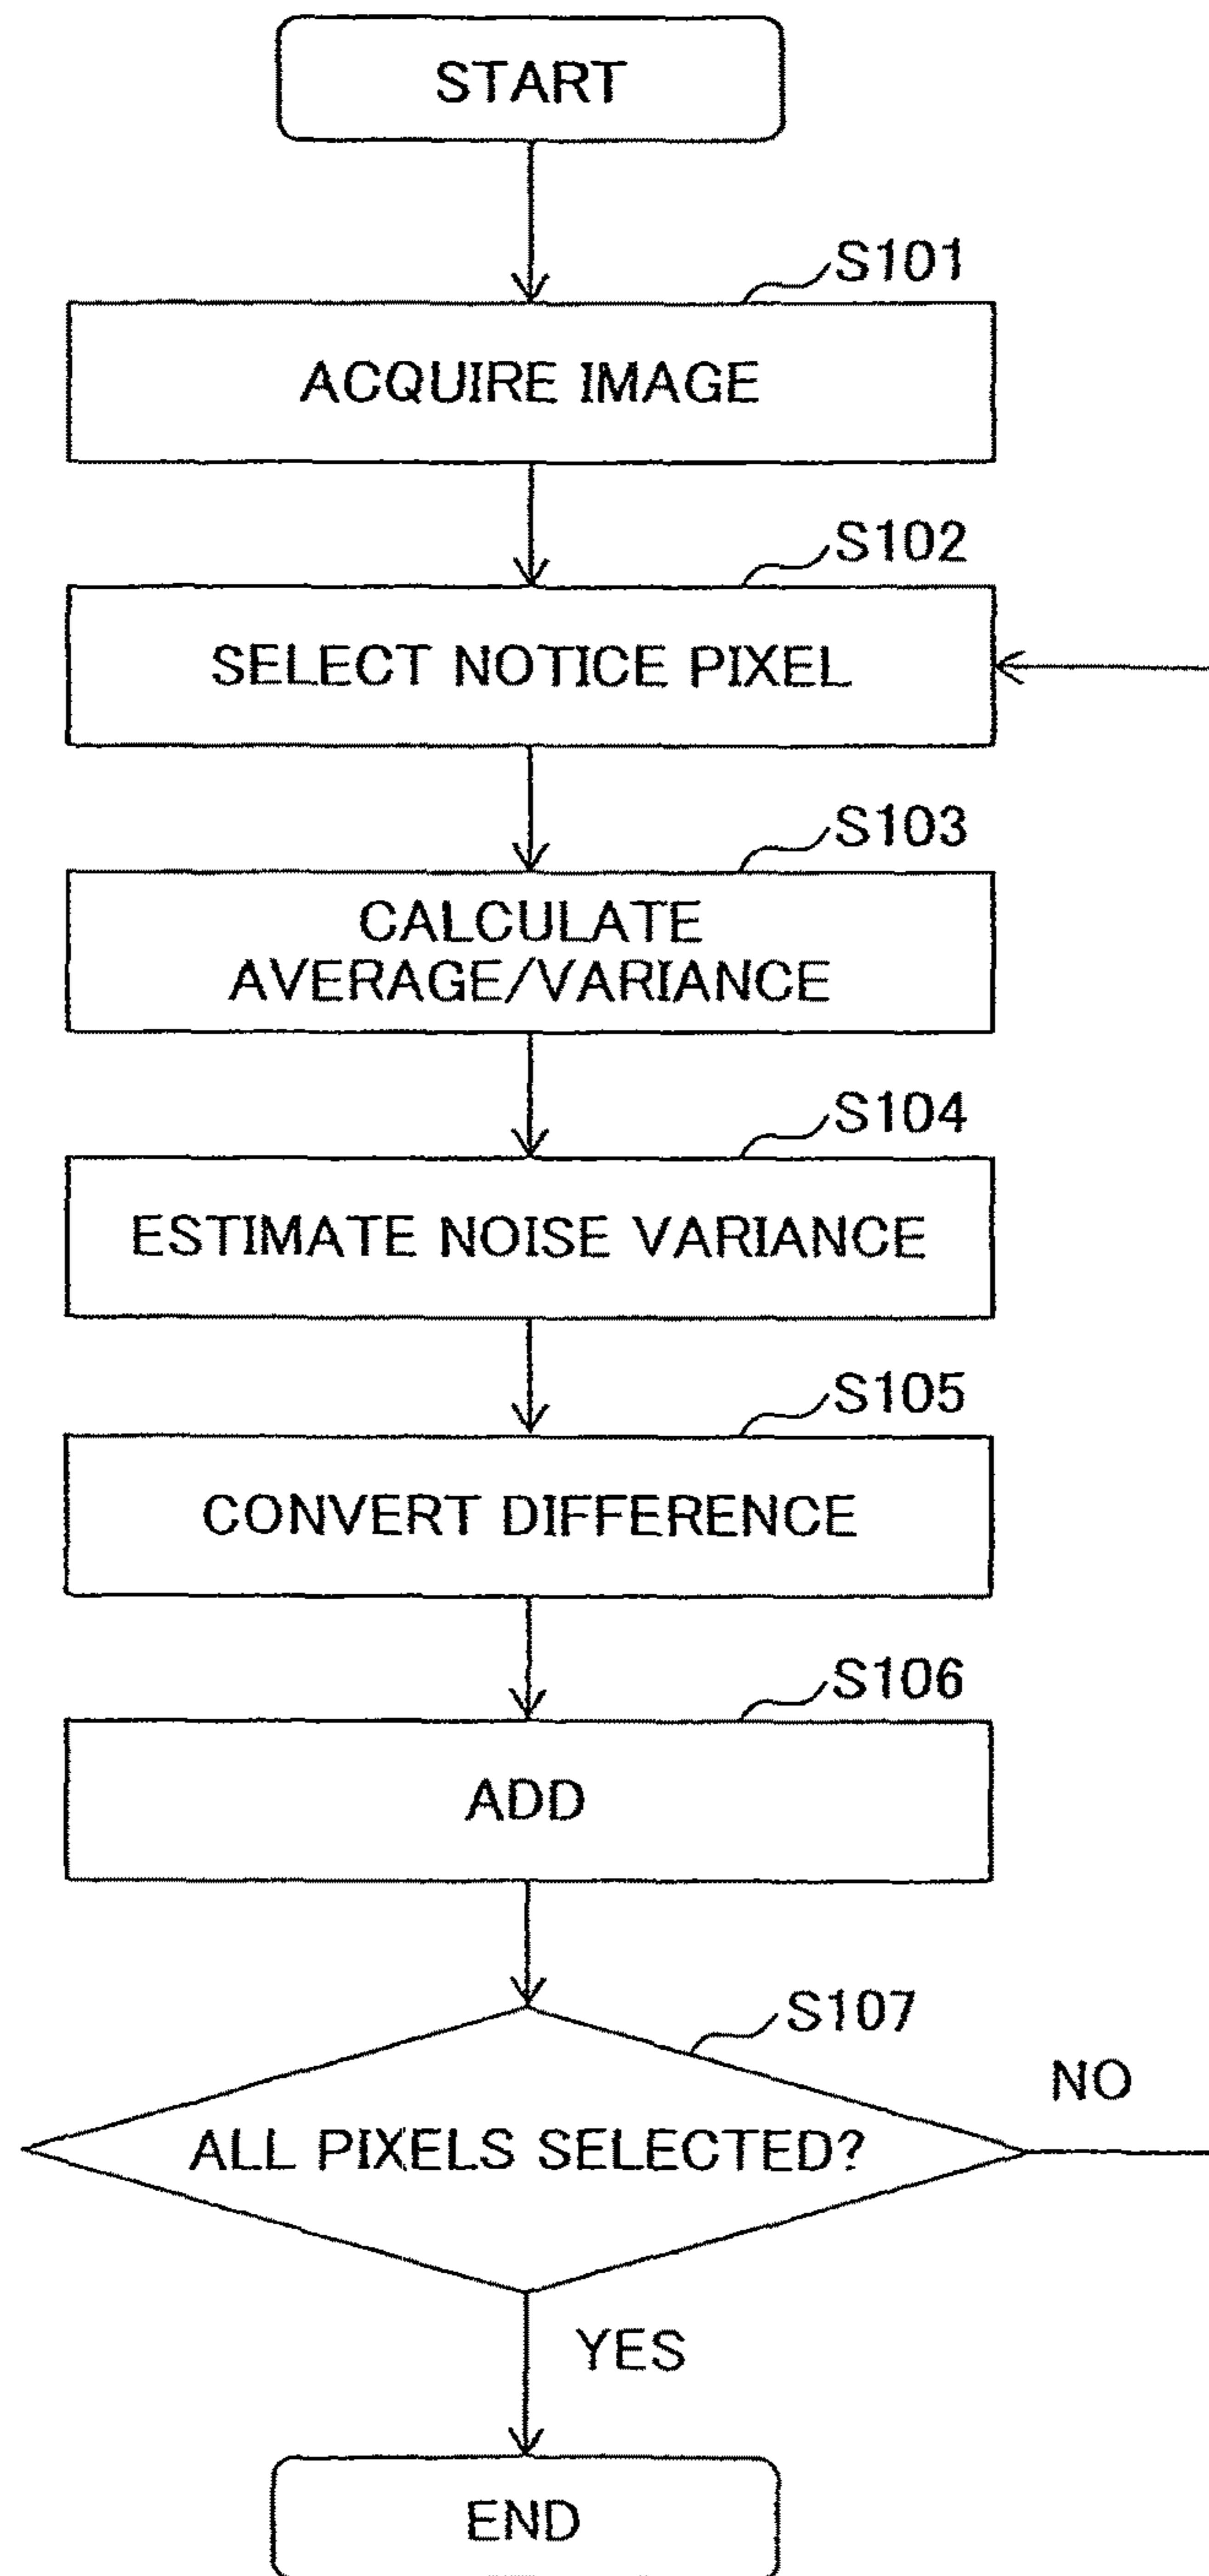 START
S101
ACQUIRE IMAGE
S102
SELECT NOTICE PIXEL
S103
CALCULATE
AVERAGE/VARIANCE
S104
ESTIMATE NOISE VARIANCE
S105
CONVERT DIFFERENCE
S106
ADD
S107
NO
ALL PIXELS SELECTED?
YES
END